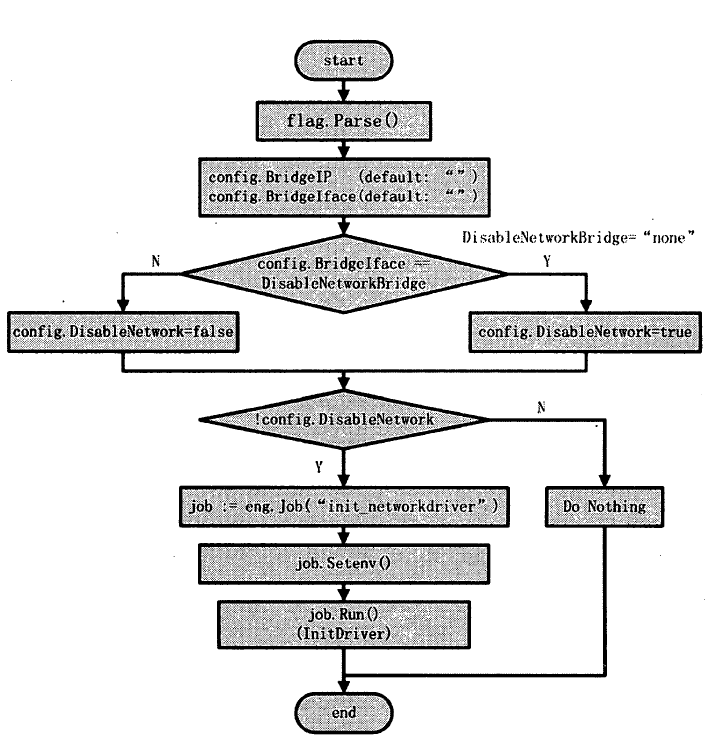 start
flag.Parse()
config.BridgeIP (default: “”)
config.BridgeIface(default: “”)
DisableNetworkBridge=“none”
N
config.BridgeIface ==
DisableNetworkBridge
Y
config.DisableNetwork=false
config.DisableNetwork=true
!config.DisableNetwork
N
Y
job := eng.Job(“init_networkdriver”)
Do Nothing
job.Setenv()
job.Run()
(InitDriver)
end